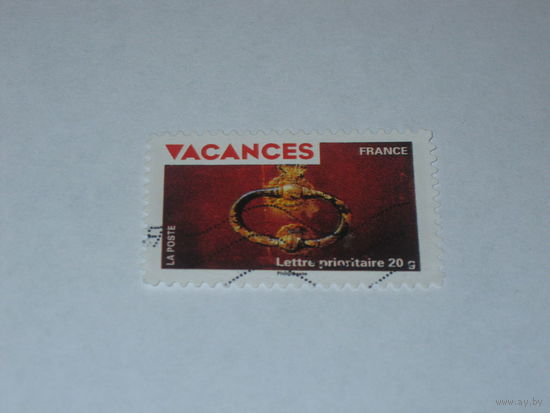 VACANCES
FRANCE
LA POSTE
Lettre prioritaire 20 g
www.ay.by